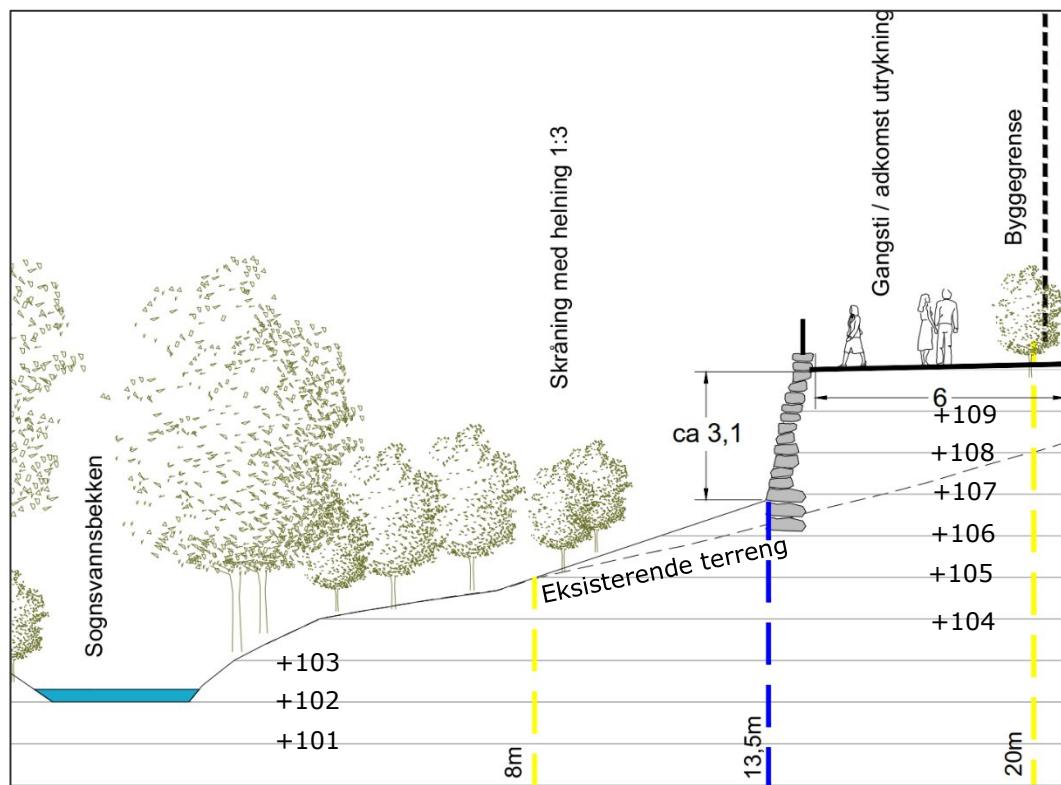 Sognsvannsbekken
Skråning med helning 1:3
Gangsti / adkomst utrykning
Byggegrense
ca 3,1
6
+109
+108
+107
+106
+105
+104
Eksisterende terreng
+103
+102
+101
8m
13,5m
20m